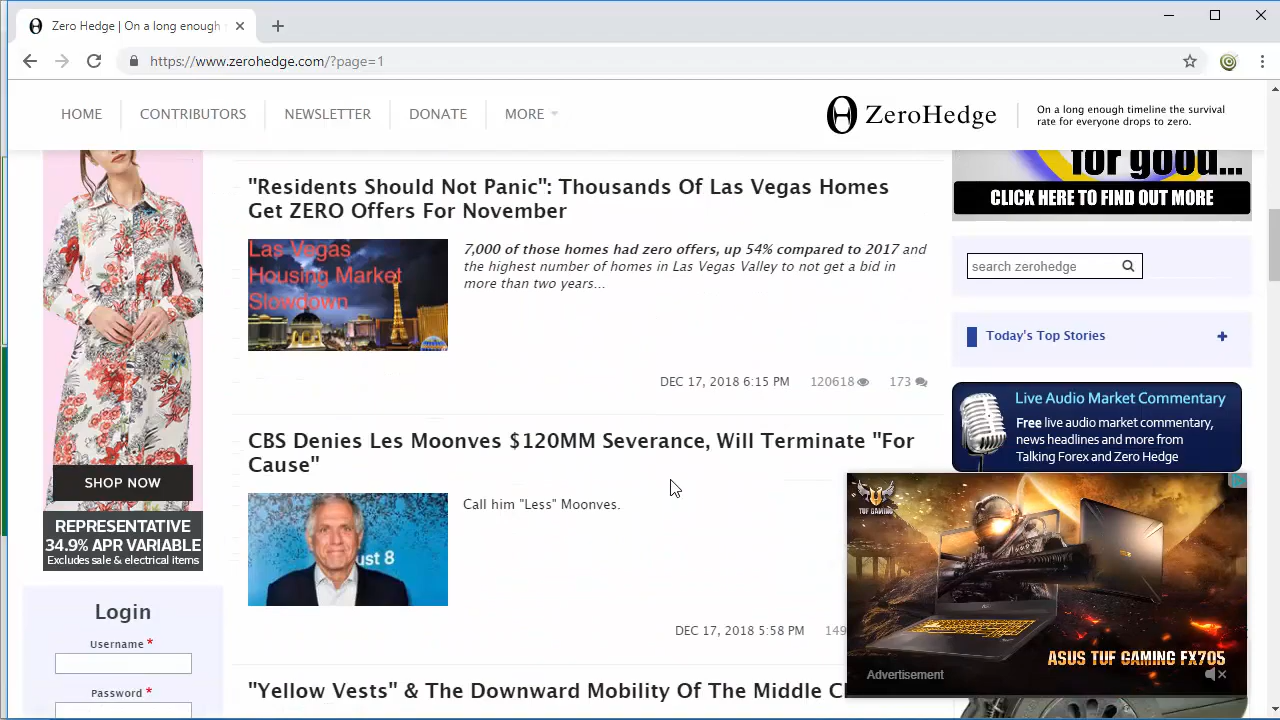 Zero Hedge | On a long enough
https://www.zerohedge.com/?page=1
HOME
CONTRIBUTORS
NEWSLETTER
DONATE
MORE
ZeroHedge
On a long enough timeline the survival
rate for everyone drops to zero.
SHOP NOW
REPRESENTATIVE
34.9% APR VARIABLE
Excludes sale & electrical items
Login
Username *
Password *
"Residents Should Not Panic": Thousands Of Las Vegas Homes
Get ZERO Offers For November
Las Vegas
Housing Market
Slowdown
7,000 of those homes had zero offers, up 54% compared to 2017 and
the highest number of homes in Las Vegas Valley to not get a bid in
more than two years...
DEC 17, 2018 6:15 PM
120618
173
CBS Denies Les Moonves $120MM Severance, Will Terminate "For
Cause"
ust 8
Call him "Less" Moonves.
DEC 17, 2018 5:58 PM
149
"Yellow Vests" & The Downward Mobility Of The Middle
for good...
CLICK HERE TO FIND OUT MORE
search zerohedge
Today's Top Stories
Live Audio Market Commentary
Free live audio market commentary,
news headlines and more from
Talking Forex and Zero Hedge
TUF GAMING
ASUS TUF GAMING FX705
Advertisement